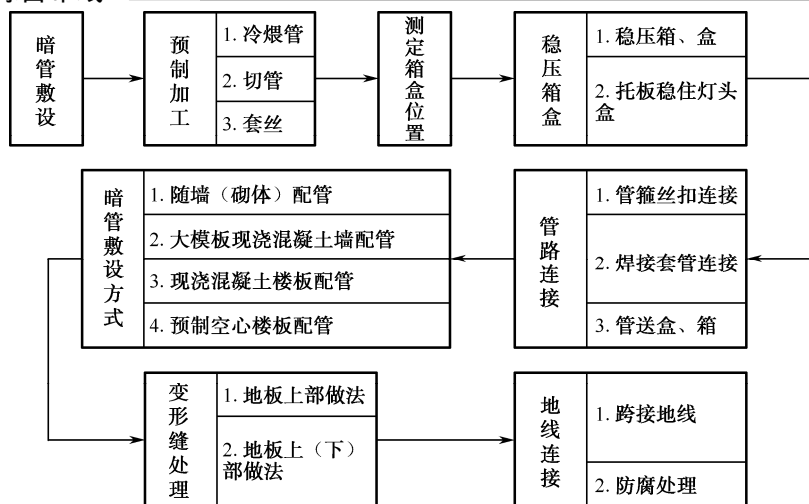 暗管敷设
预制加工
1. 冷煨管
2. 切管
3. 套丝
测定箱盒位置
稳压箱盒
1. 稳压箱、盒
2. 托板稳住灯头
盒
暗管敷设方式
1. 随墙（砌体）配管
2. 大模板现浇混凝土墙配管
3. 现浇混凝土楼板配管
4. 预制空心楼板配管
管路连接
1. 管箍丝扣连接
2. 焊接套管连接
3. 管送盒、箱
变形缝处理
1. 地板上部做法
2. 地板上（下）
部做法
地线连接
1. 跨接地线
2. 防腐处理